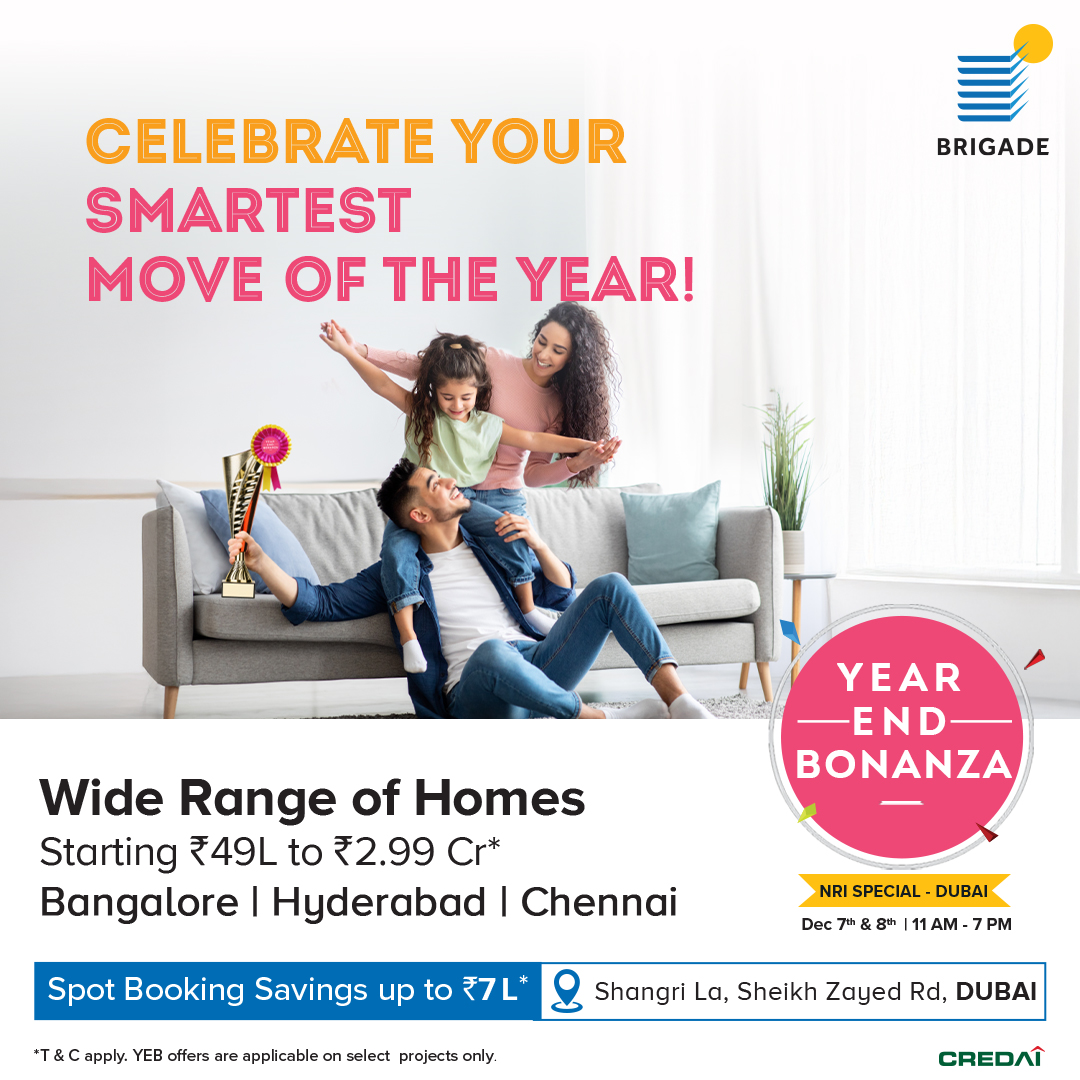 BRIGADE
CELEBRATE YOUR
SMARTEST
MOVE OF THE YEAR!
YEAR
END
BONANZA
NRI SPECIAL - DUBAI
Dec 7th & 8th | 11 AM - 7 PM
Wide Range of Homes
Starting ₹49L to ₹2.99 Cr*
Bangalore | Hyderabad | Chennai
Spot Booking Savings up to ₹7 L*
Shangri La, Sheikh Zayed Rd, DUBAI
*T & C apply. YEB offers are applicable on select projects only.
CREDAI